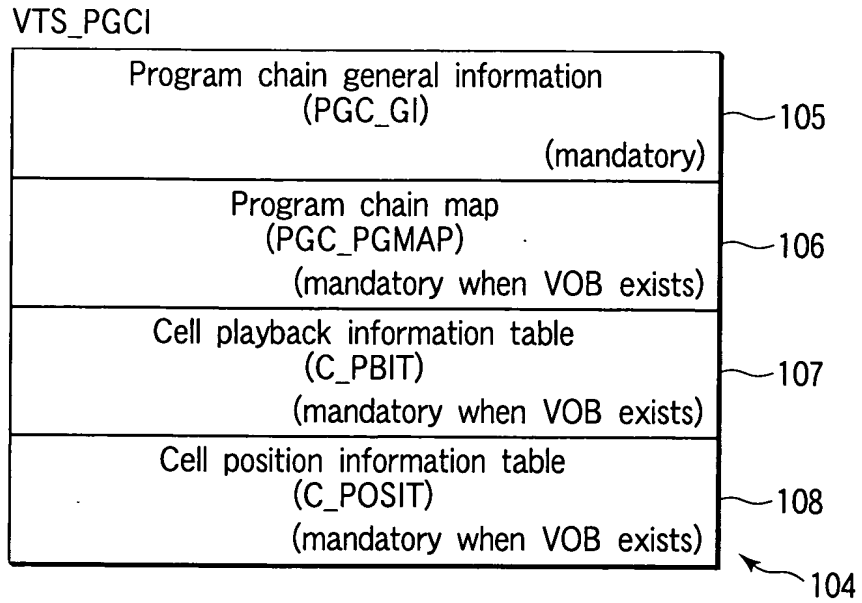 VTS_PGCI
Program chain general information
(PGC_GI)
(mandatory)
105
Program chain map
(PGC_PGMAP)
(mandatory when VOB exists)
106
Cell playback information table
(C_PBIT)
(mandatory when VOB exists)
107
Cell position information table
(C_POSIT)
(mandatory when VOB exists)
108
104